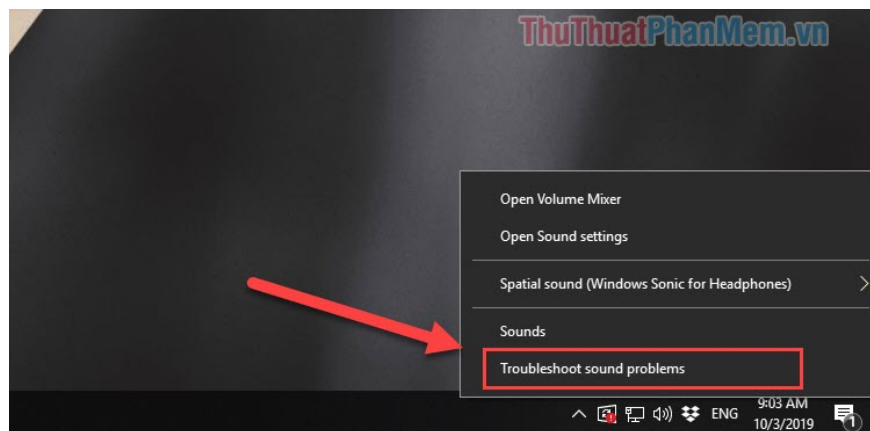 ThuThuatPhanMem.vn
Open Volume Mixer
Open Sound settings
Spatial sound (Windows Sonic for Headphones)
Sounds
Troubleshoot sound problems
9:03 AM
ENG
10/3/2019
1